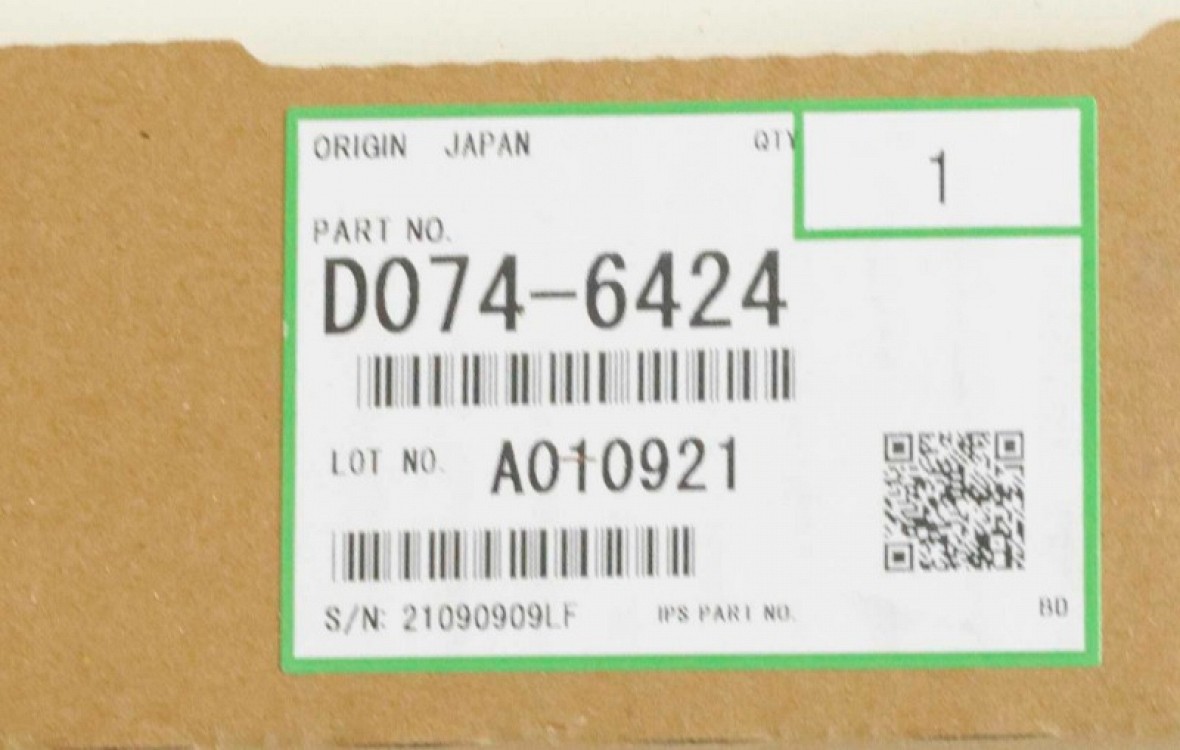 ORIGIN JAPAN QTY 1
PART NO.
D074-6424
LOT NO. A010921
S/N: 21090909LF IPS PART NO. BD